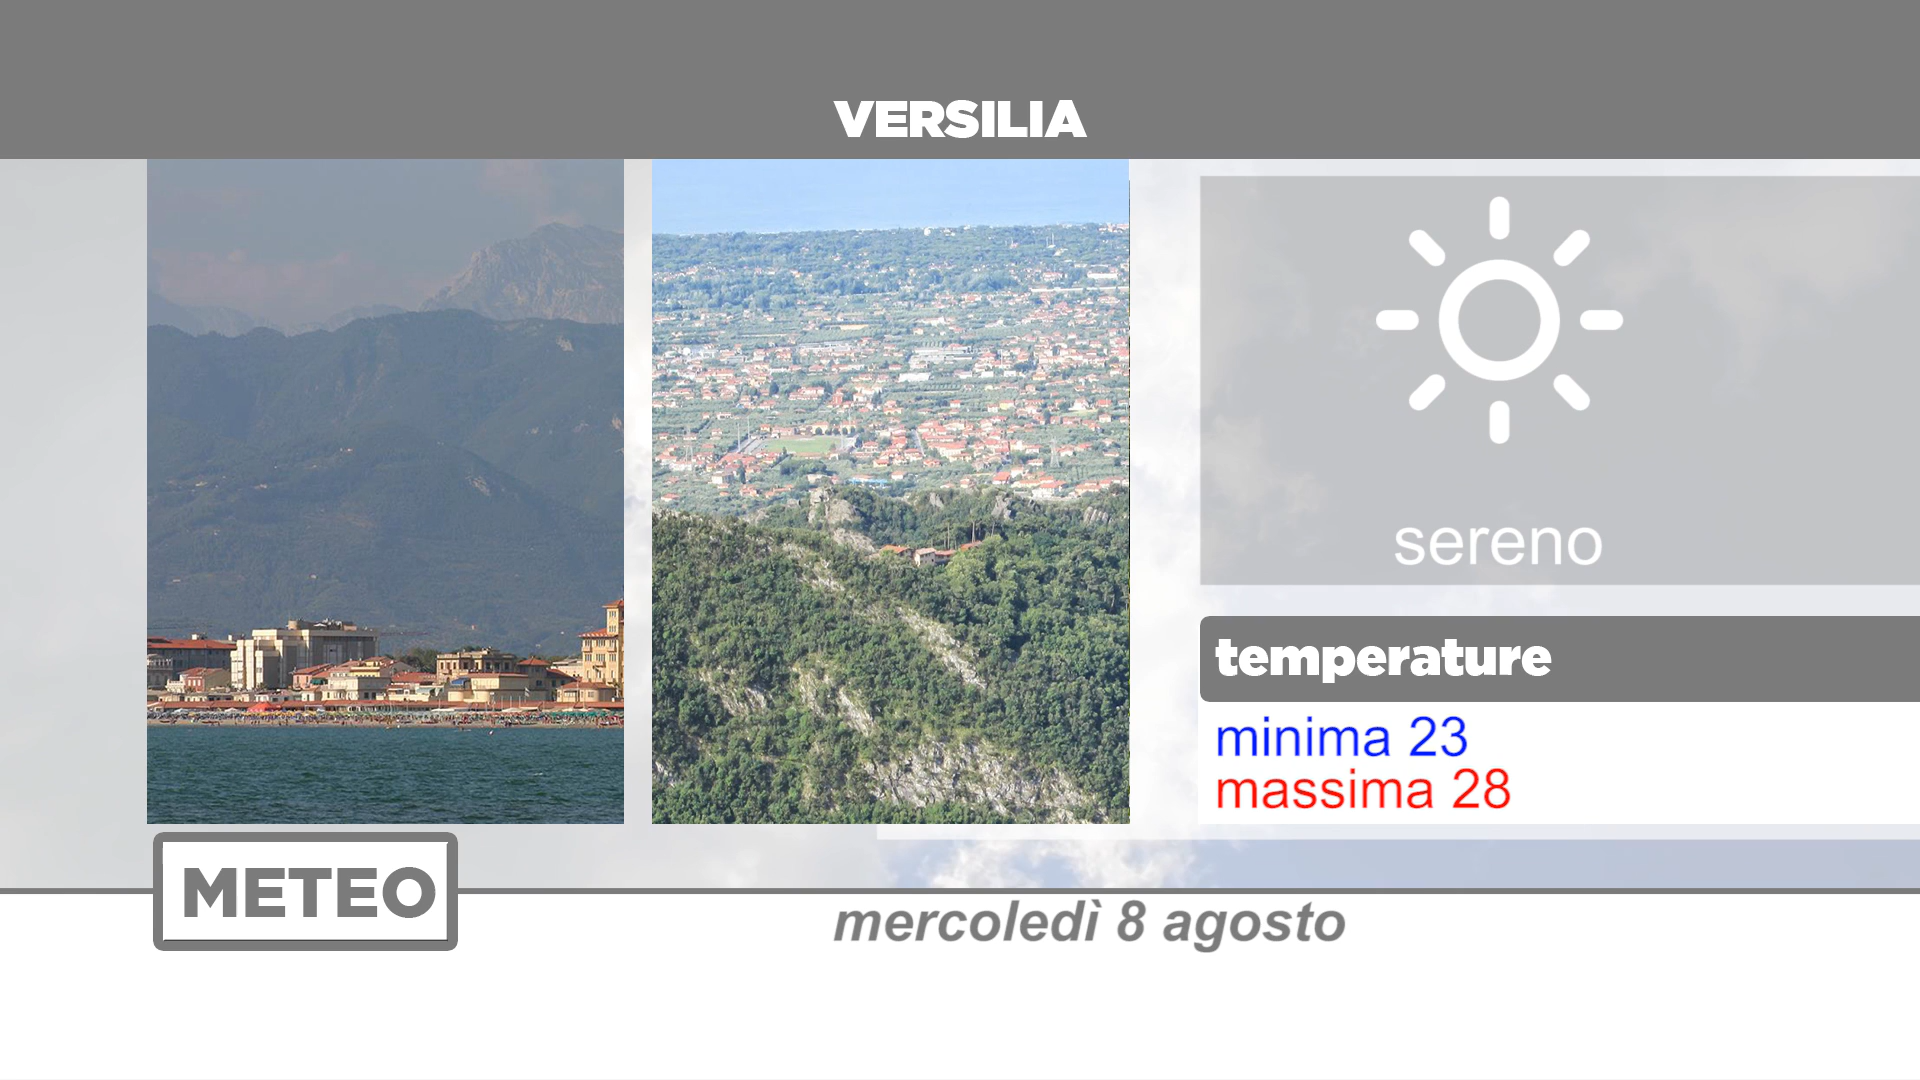 VERSILIA
sereno
temperature
minima 23
massima 28
METEO
mercoledì 8 agosto